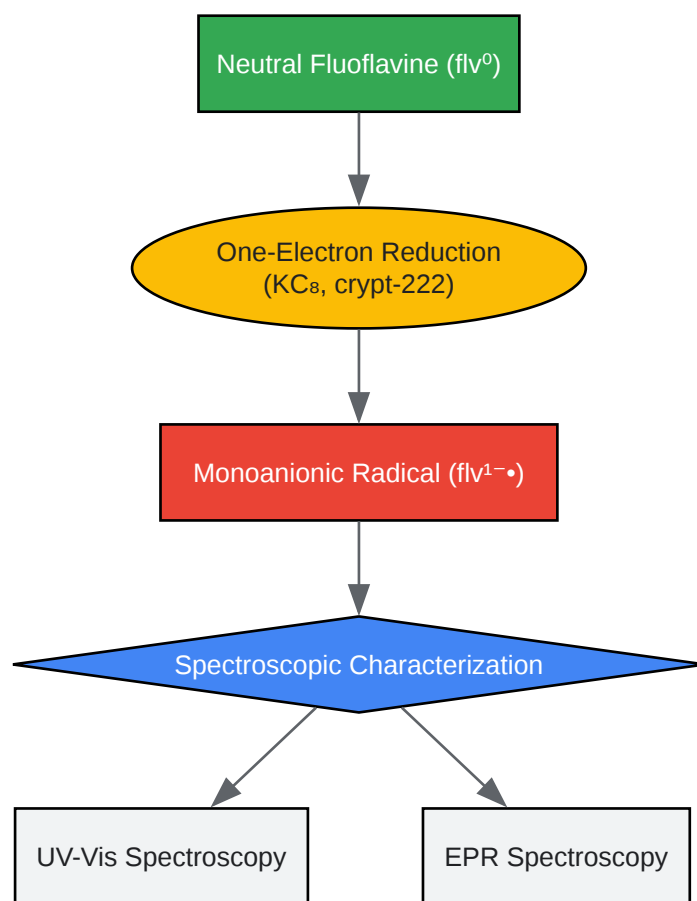 Neutral Fluoflavine (flv⁰)
One-Electron Reduction
(KC₈, crypt-222)
Monoanionic Radical (flv¹⁻•)
Spectroscopic Characterization
UV-Vis Spectroscopy
EPR Spectroscopy